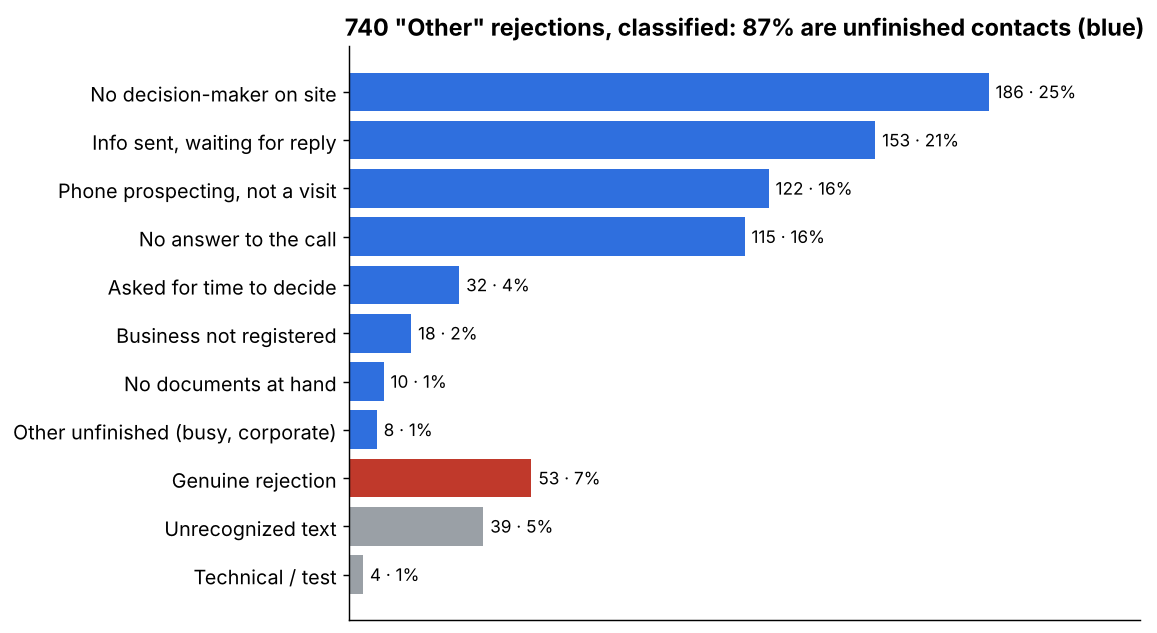 740 "Other" rejections, classified: 87% are unfinished contacts (blue)
No decision-maker on site 186 · 25%
Info sent, waiting for reply 153 · 21%
Phone prospecting, not a visit 122 · 16%
No answer to the call 115 · 16%
Asked for time to decide 32 · 4%
Business not registered 18 · 2%
No documents at hand 10 · 1%
Other unfinished (busy, corporate) 8 · 1%
Genuine rejection 53 · 7%
Unrecognized text 39 · 5%
Technical / test 4 · 1%